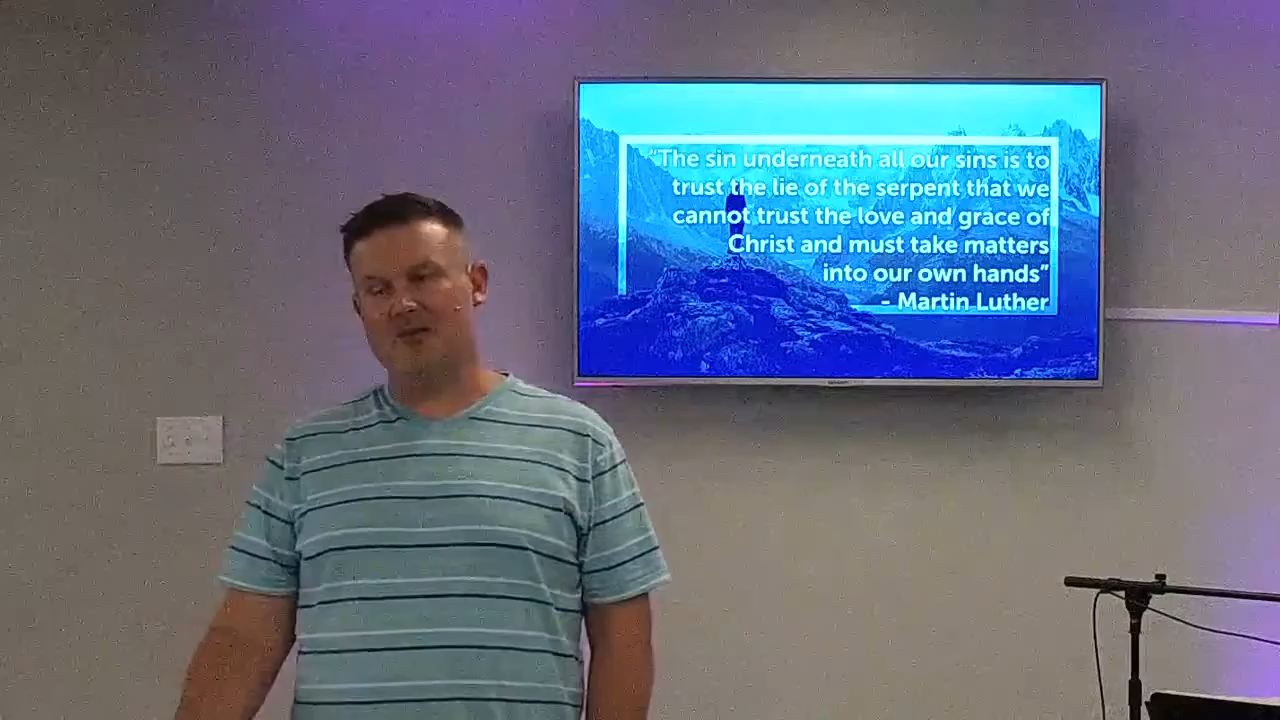 “The sin underneath all our sins is to
trust the lie of the serpent that we
cannot trust the love and grace of
Christ and must take matters
into our own hands”
- Martin Luther